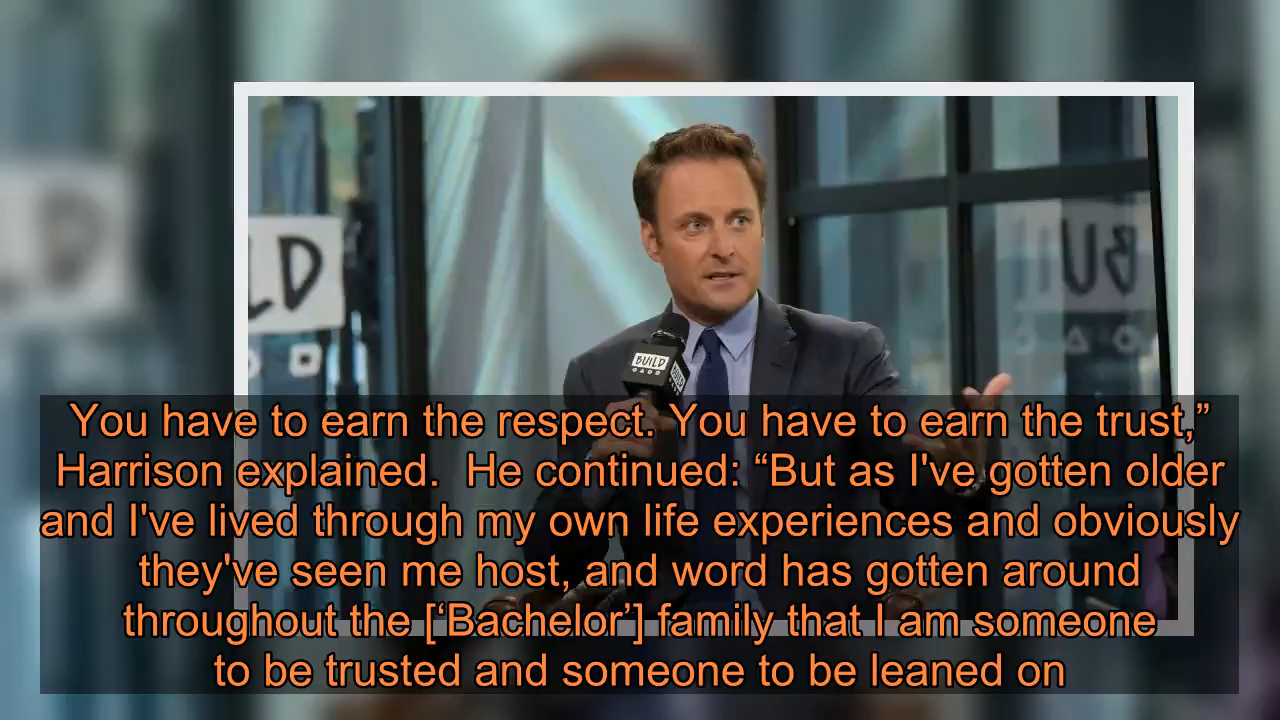 LD
BUILD
BUILD
You have to earn the respect. You have to earn the trust,”
Harrison explained.  He continued: “But as I've gotten older
and I've lived through my own life experiences and obviously
they've seen me host, and word has gotten around
throughout the [‘Bachelor’] family that I am someone
to be trusted and someone to be leaned on